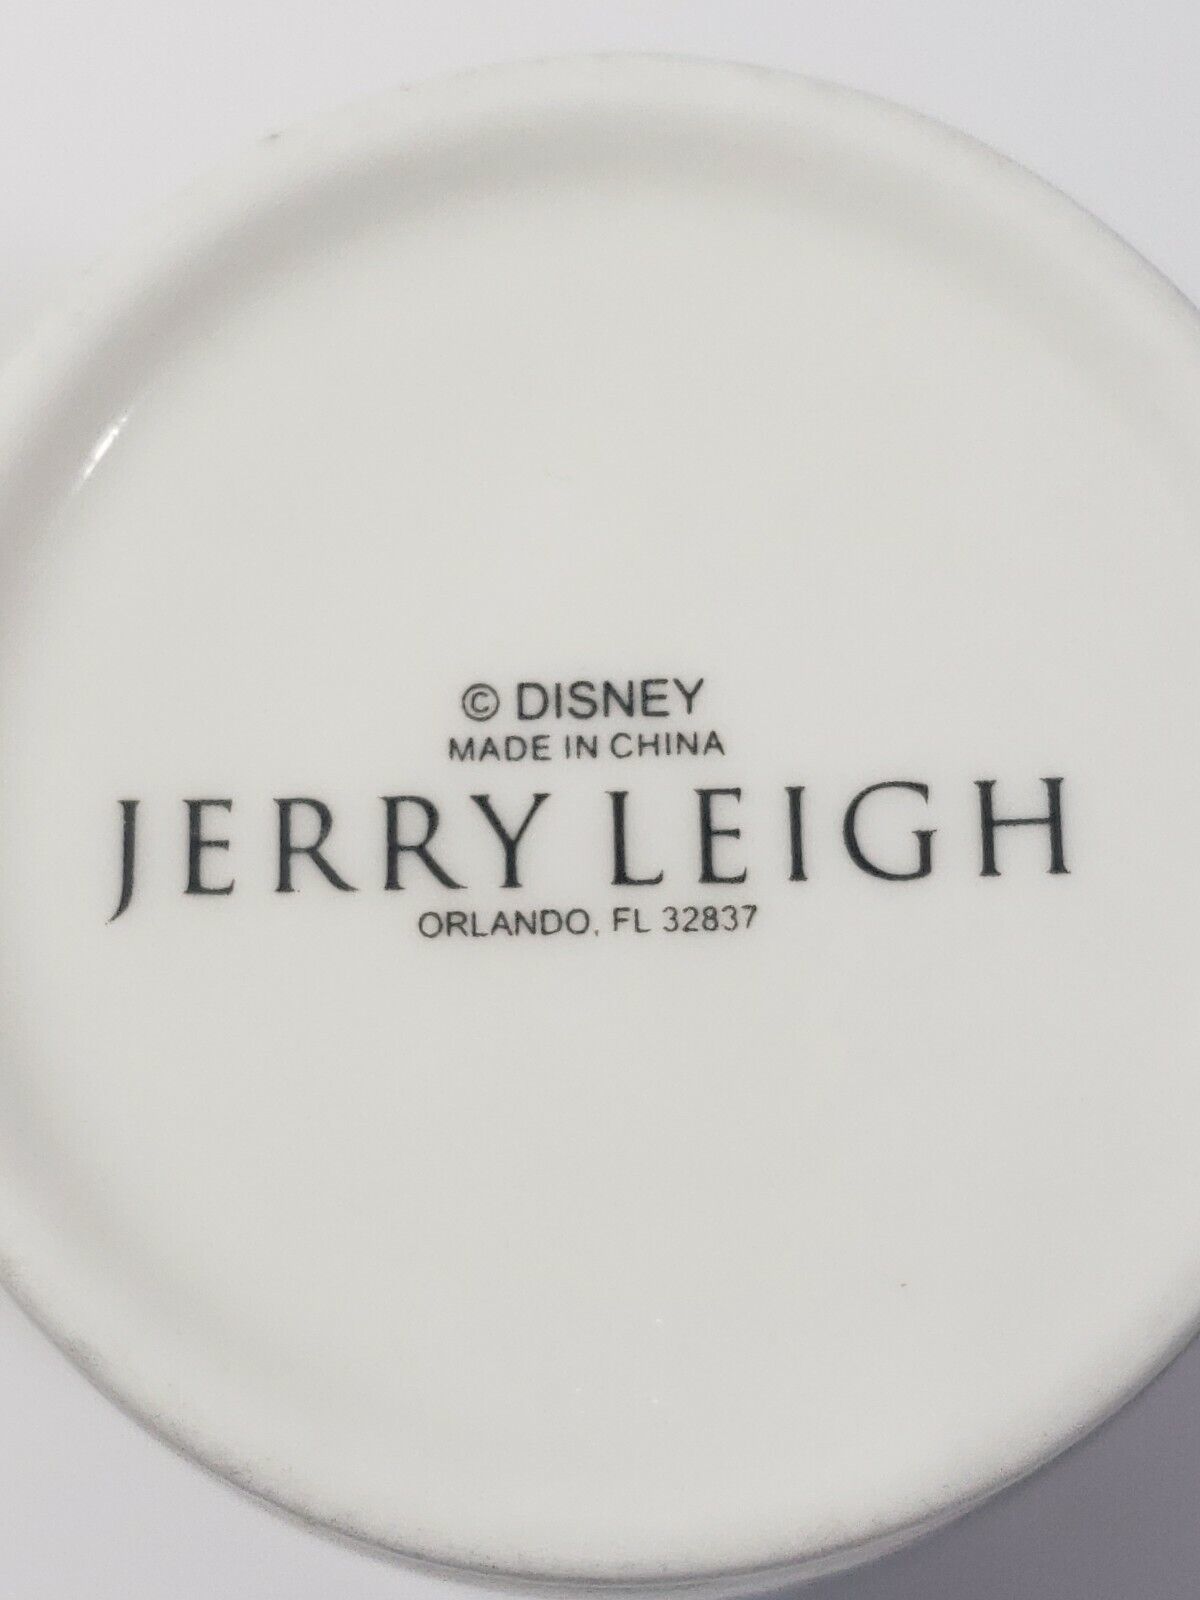 © DISNEY
MADE IN CHINA
JERRY LEIGH
ORLANDO, FL 32837